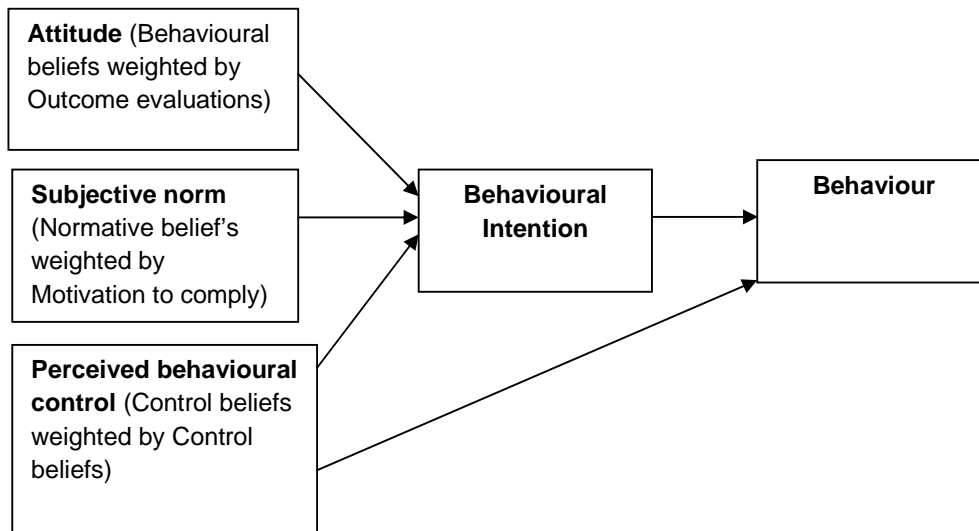 Attitude (Behavioural
beliefs weighted by
Outcome evaluations)
Subjective norm
(Normative belief’s
weighted by
Motivation to comply)
Perceived behavioural
control (Control beliefs
weighted by Control
beliefs)
Behavioural
Intention
Behaviour